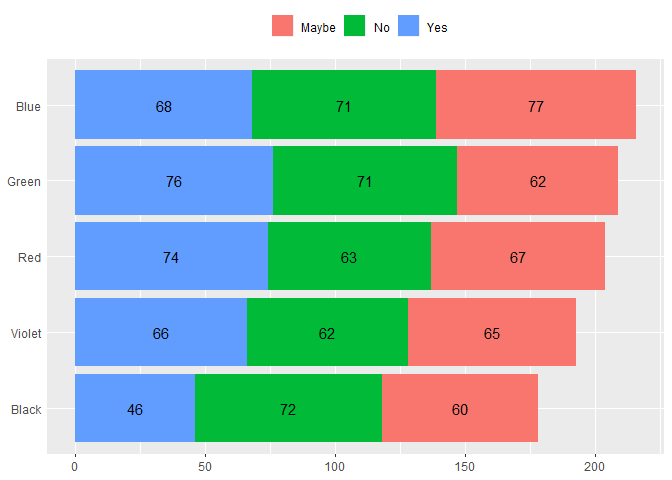 Maybe No Yes
Blue 68 71 77
Green 76 71 62
Red 74 63 67
Violet 66 62 65
Black 46 72 60
0 50 100 150 200